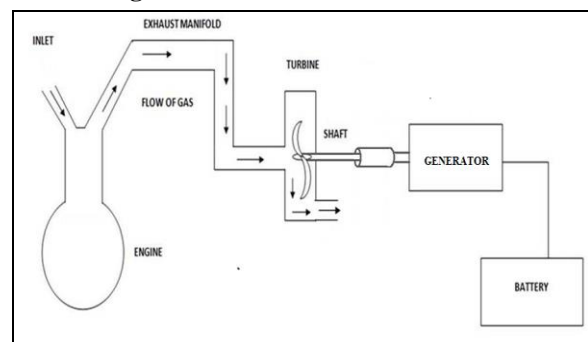 EXHAUST MANIFOLD
INLET
TURBINE
FLOW OF GAS
SHAFT
GENERATOR
ENGINE
BATTERY